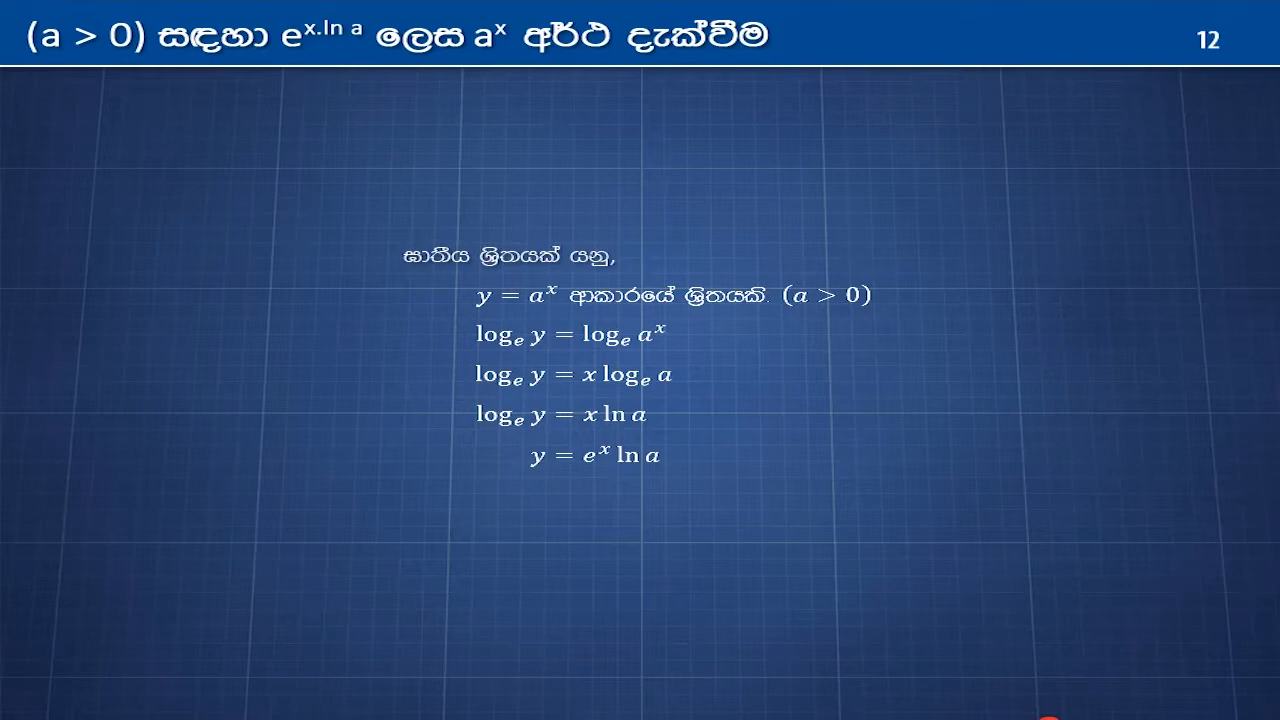 (a > 0) සඳහා eˣ·ˡⁿ ᵃ ලෙස aˣ අර්ථ දැක්වීම
12
ඝාතීය ශ්‍රිතයක් යනු,
y = aˣ ආකාරයේ ශ්‍රිතයකි. (a > 0)
logₑ y = logₑ aˣ
logₑ y = x logₑ a
logₑ y = x ln a
y = eˣ ln a